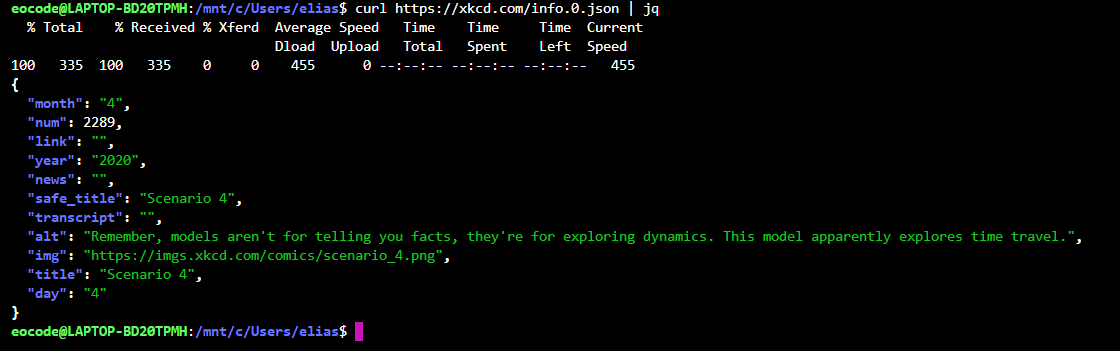 eocode@LAPTOP-BD20TPMH:/mnt/c/Users/elias$ curl https://xkcd.com/info.0.json | jq
  % Total    % Received % Xferd  Average Speed   Time    Time     Time  Current
                                 Dload  Upload   Total   Spent    Left  Speed
100   335  100   335    0     0    455      0 --:--:-- --:--:-- --:--:--   455
{
  "month": "4",
  "num": 2289,
  "link": "",
  "year": "2020",
  "news": "",
  "safe_title": "Scenario 4",
  "transcript": "",
  "alt": "Remember, models aren't for telling you facts, they're for exploring dynamics. This model apparently explores time travel.",
  "img": "https://imgs.xkcd.com/comics/scenario_4.png",
  "title": "Scenario 4",
  "day": "4"
}
eocode@LAPTOP-BD20TPMH:/mnt/c/Users/elias$